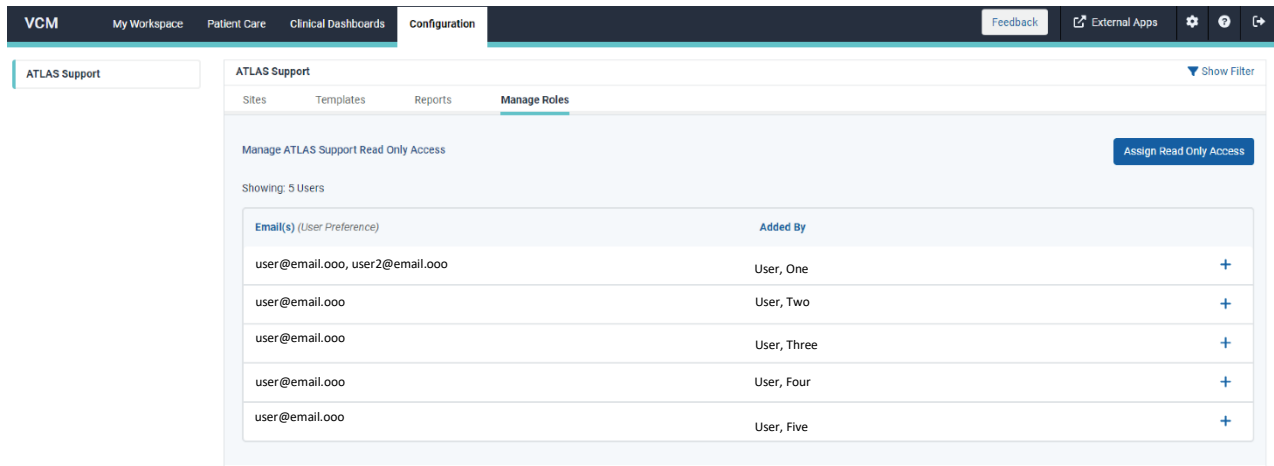 VCM My Workspace Patient Care Clinical Dashboards Configuration Feedback External Apps
ATLAS Support
ATLAS Support Show Filter
Sites Templates Reports Manage Roles
Manage ATLAS Support Read Only Access Assign Read Only Access
Showing: 5 Users
Email(s) (User Preference) Added By
user@email.ooo, user2@email.ooo User, One
user@email.ooo User, Two
user@email.ooo User, Three
user@email.ooo User, Four
user@email.ooo User, Five